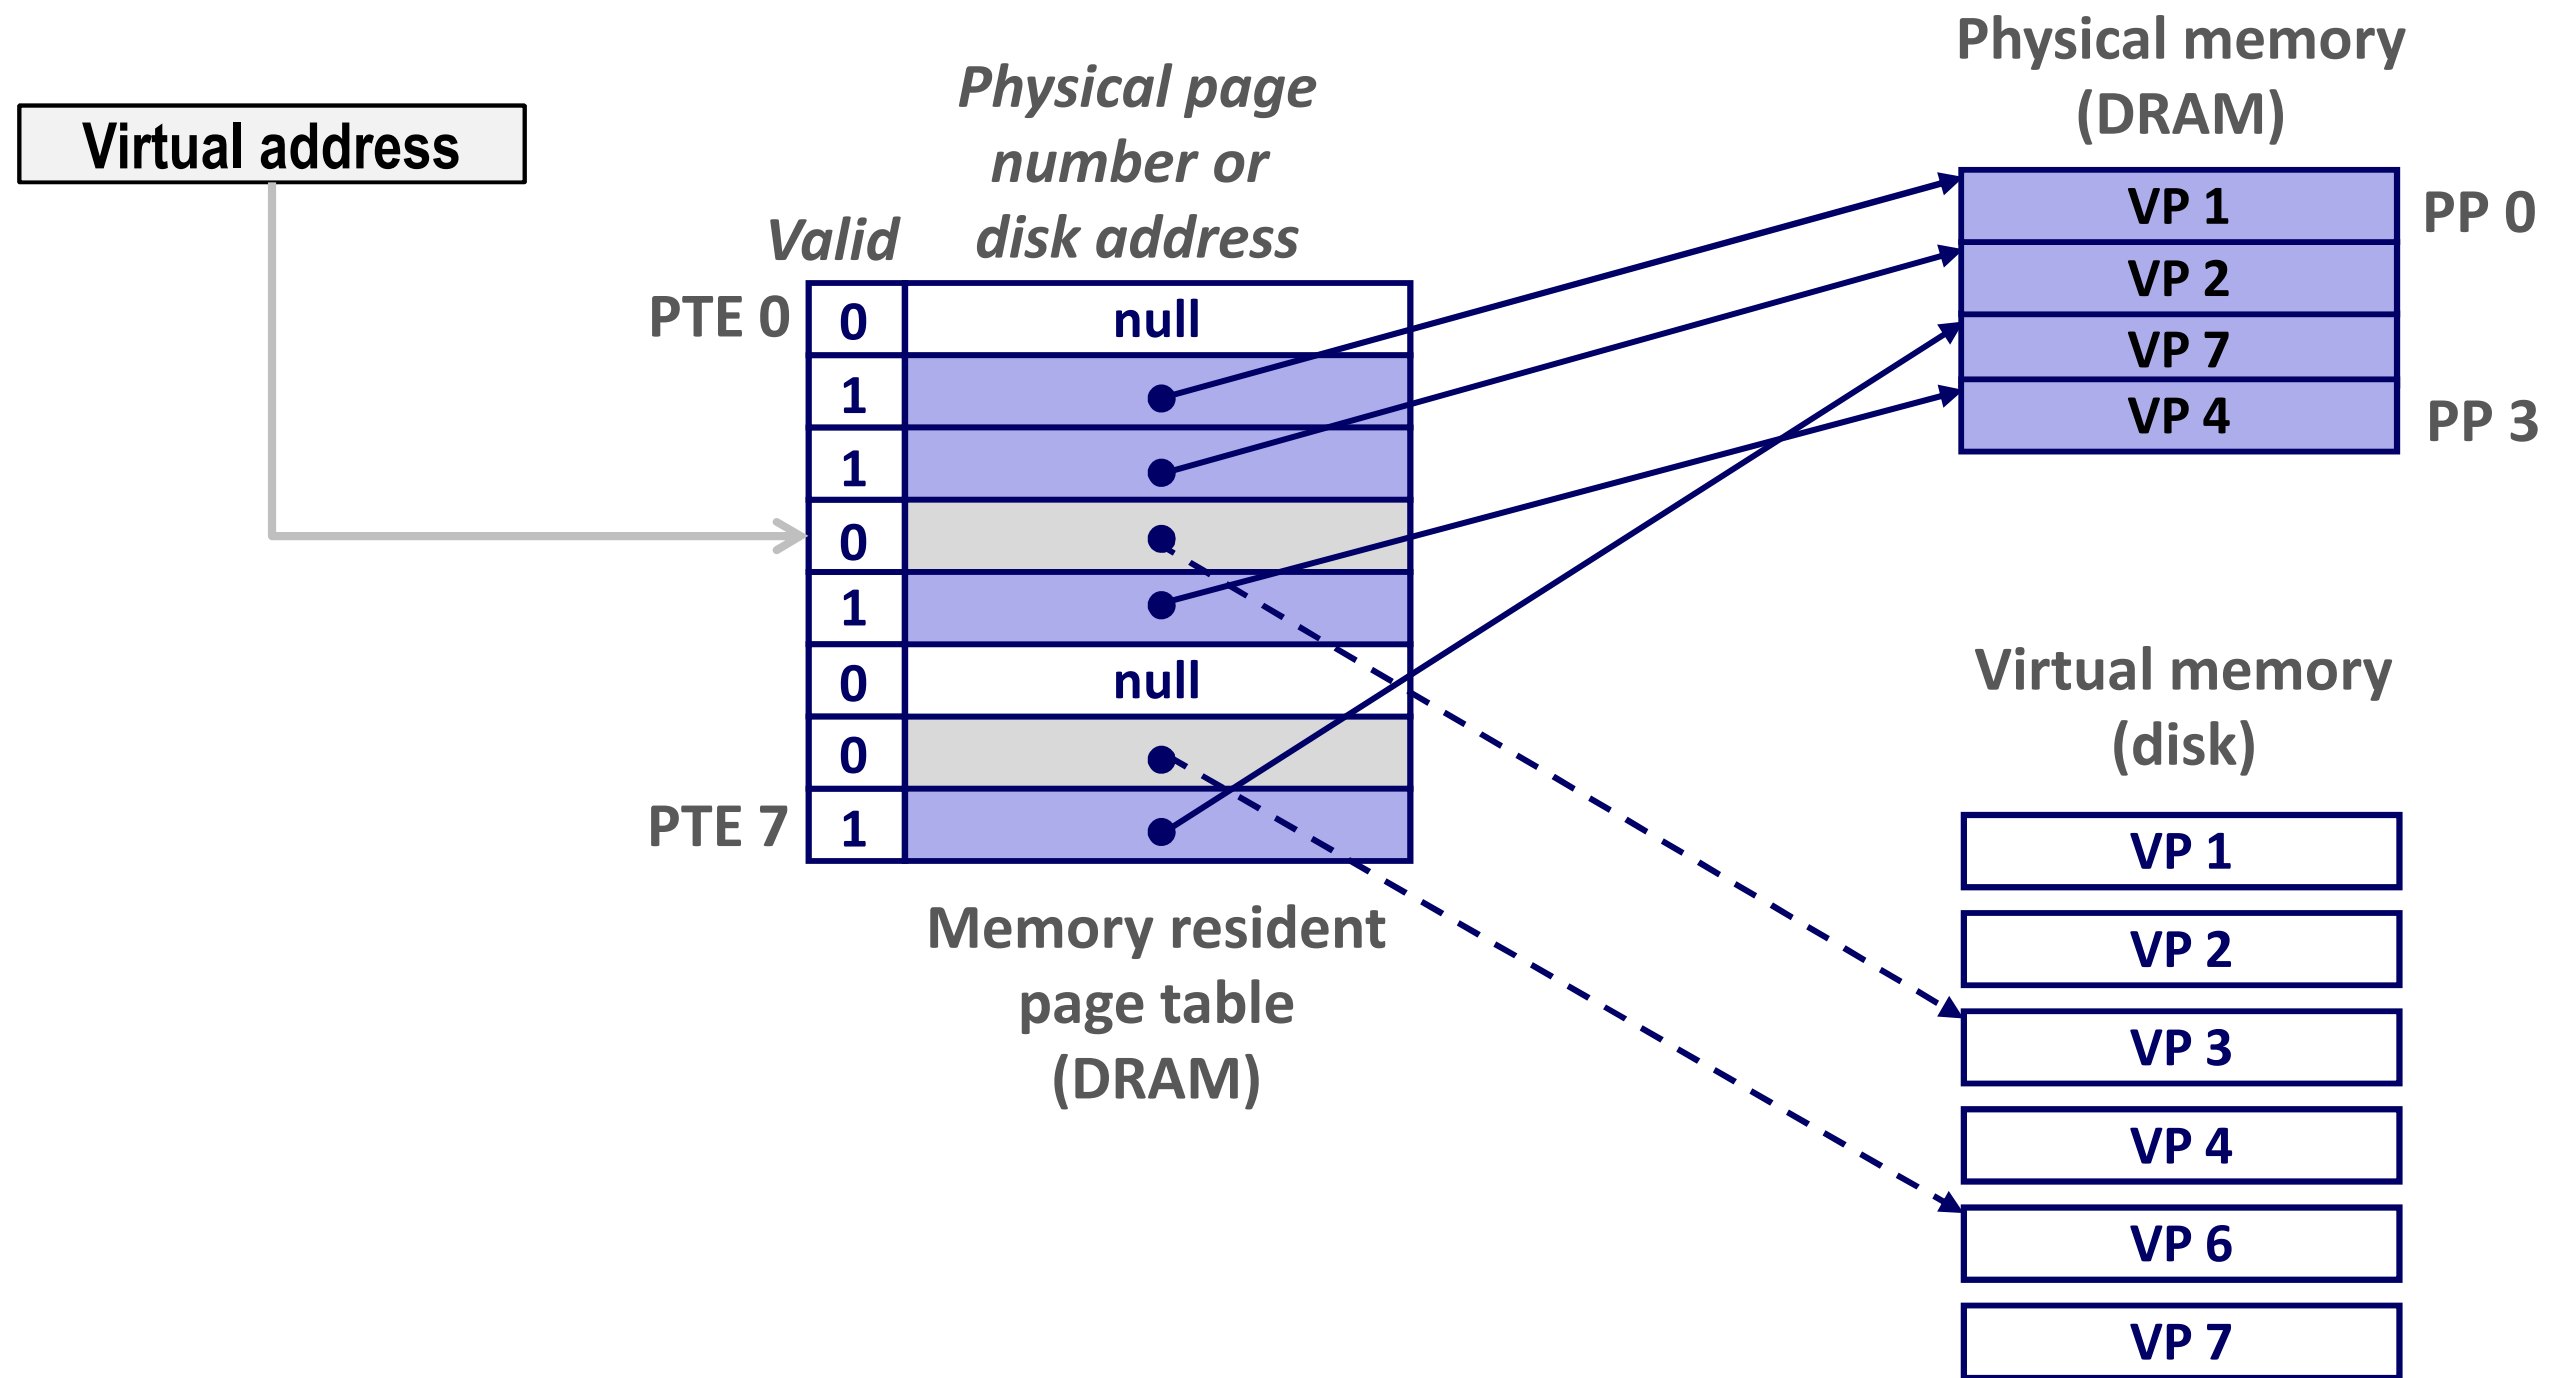 Virtual address
Physical page
number or
disk address
Valid
PTE 0
0
null
1
1
0
1
0
null
0
PTE 7
1
Memory resident
page table
(DRAM)
Physical memory
(DRAM)
VP 1
PP 0
VP 2
VP 7
VP 4
PP 3
Virtual memory
(disk)
VP 1
VP 2
VP 3
VP 4
VP 6
VP 7